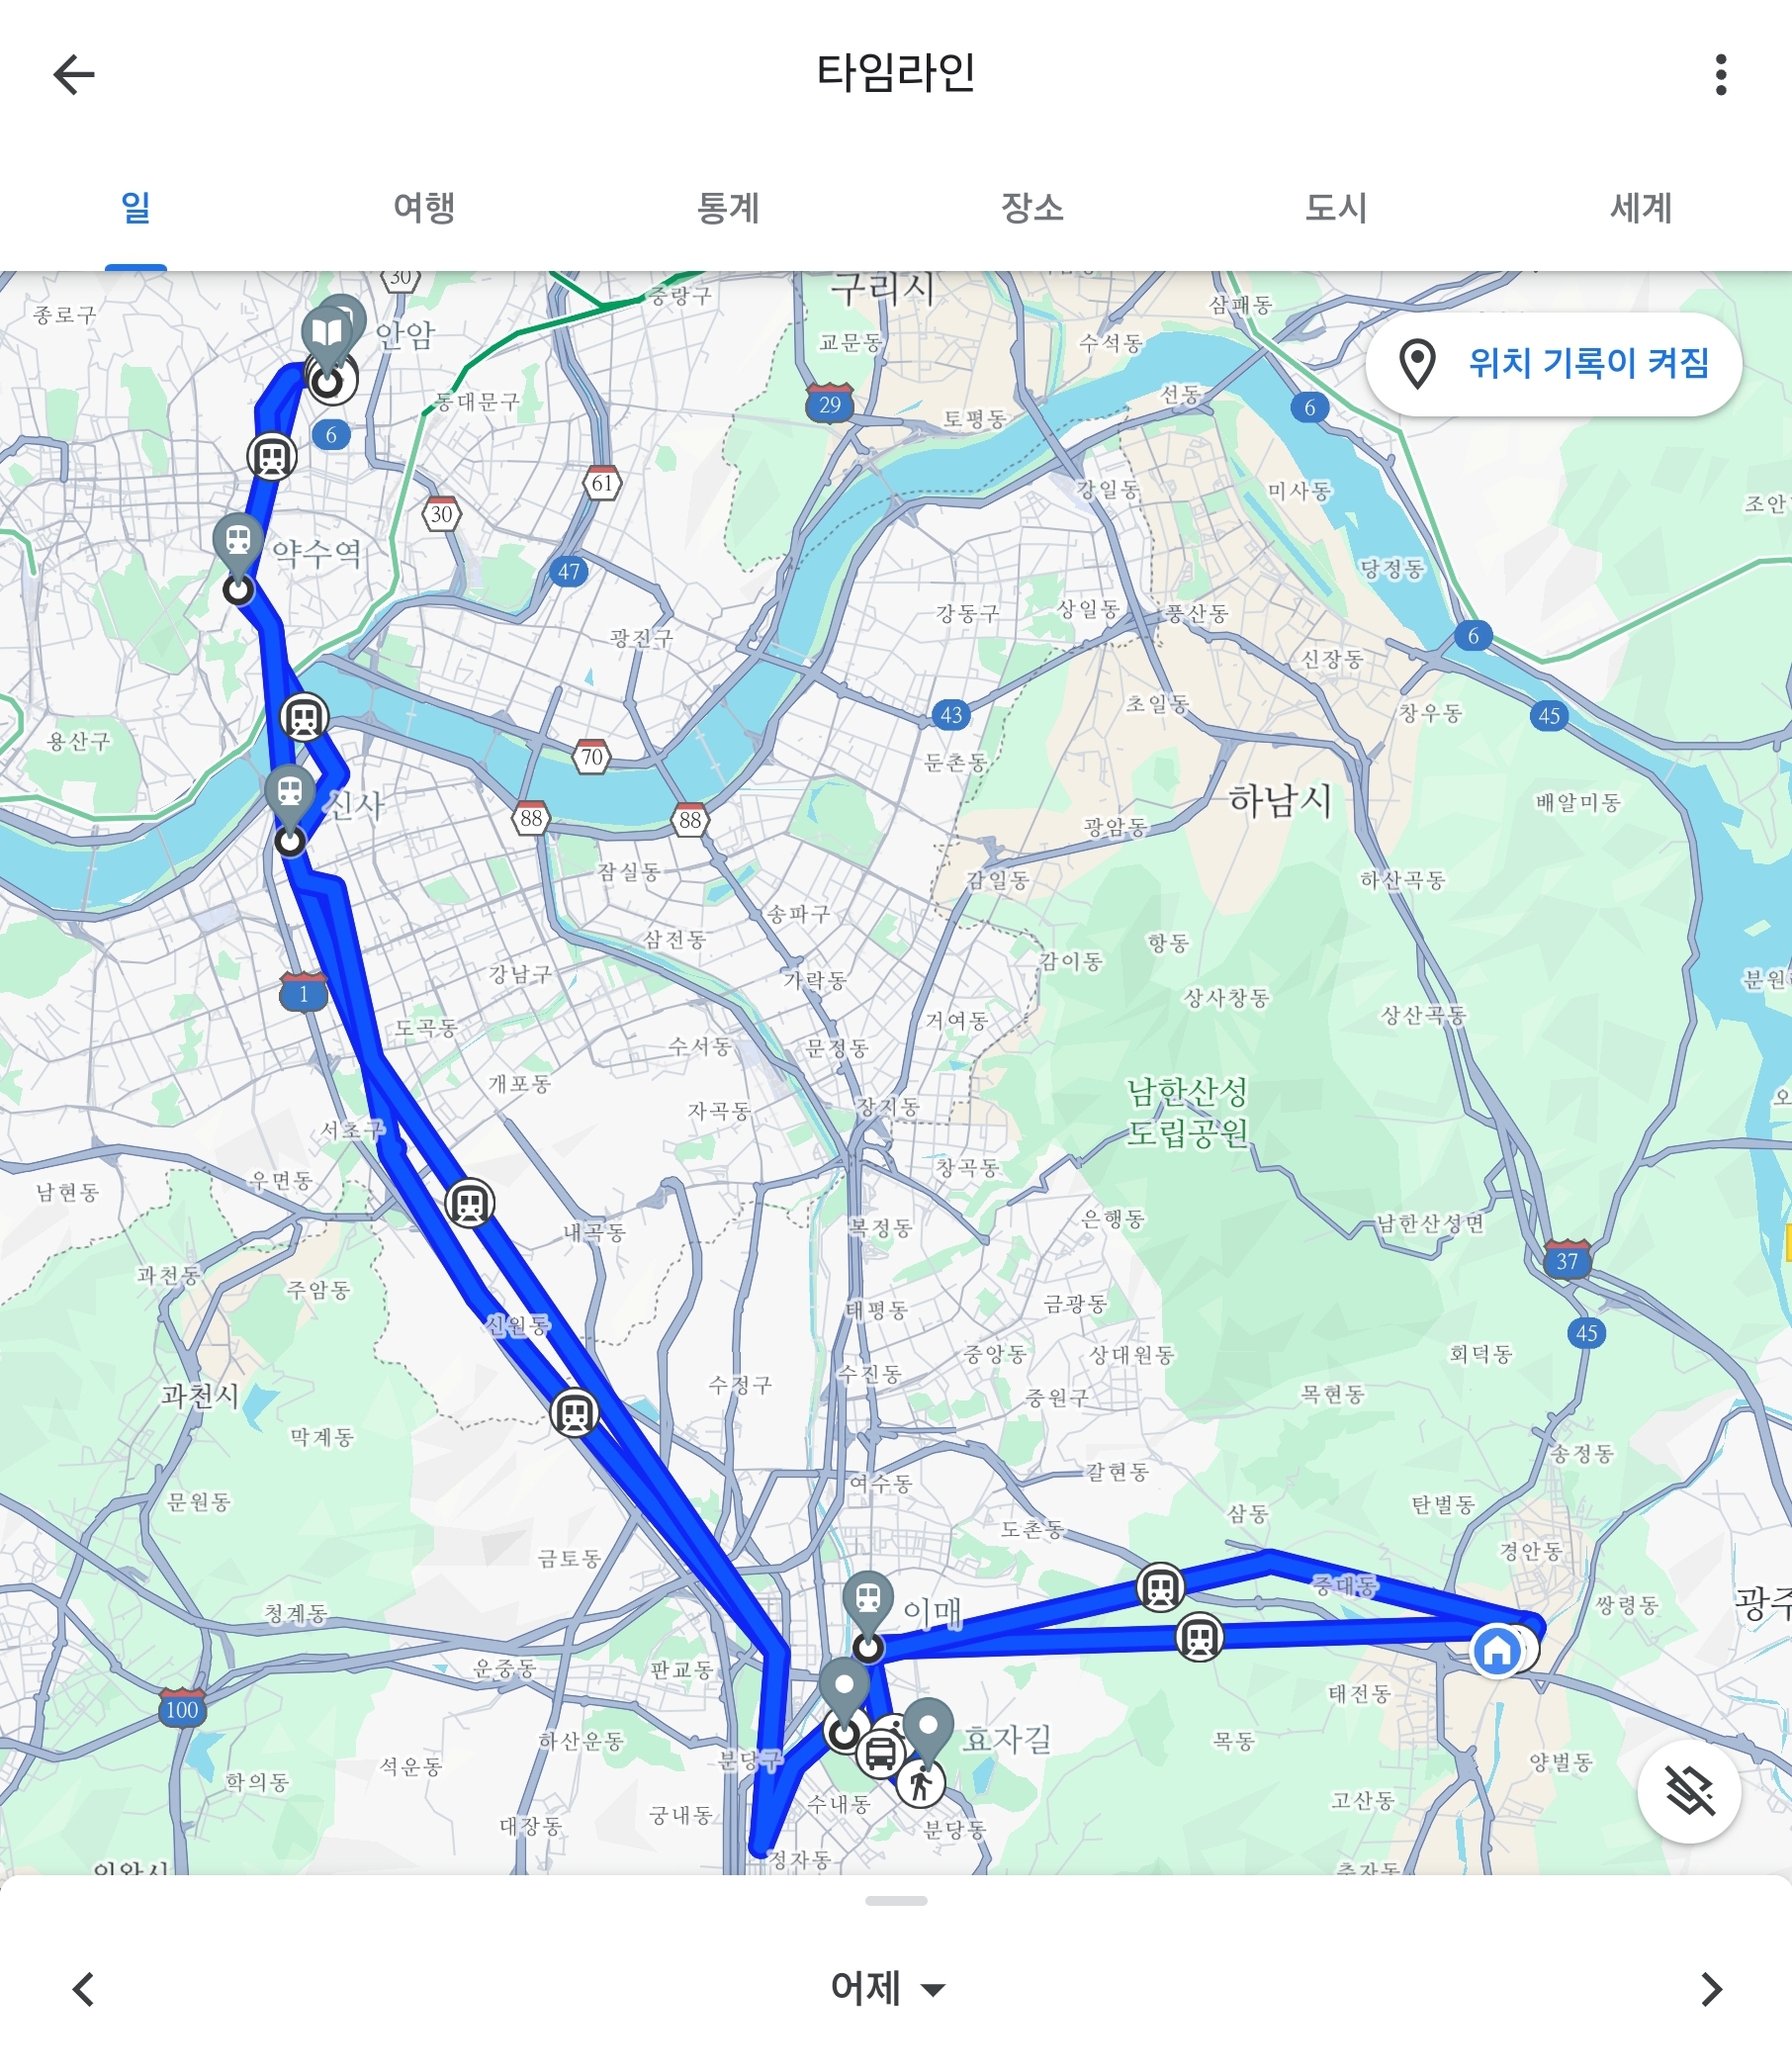 타임라인
일 여행 통계 장소 도시 세계
위치 기록이 켜짐
30
중랑구
구리시
삼패동
종로구
안암
교문동
수석동
선동
29
6
동대문구
토평동
6
61
강일동
미사동
30
조안
약수역
47
당정동
강동구
상일동
풍산동
광진구
6
신장동
43
초일동
창우동
45
용산구
70
둔촌동
신사
하남시
배알미동
88
88
광암동
잠실동
감일동
하산곡동
송파구
삼전동
항동
강남구
가락동
감이동
1
상사창동
거여동
상산곡동
도곡동
수서동
문정동
개포동
자곡동
장지동
남한산성
도립공원
서초구
창곡동
우면동
남현동
복정동
은행동
남한산성면
내곡동
37
과천동
주암동
태평동
금광동
신원동
45
중앙동
상대원동
회덕동
수진동
수정구
과천시
중원구
목현동
막계동
송정동
여수동
갈현동
문원동
삼동
탄벌동
도촌동
금토동
경안동
중대동
청계동
이매
쌍령동
광주
운중동
판교동
100
태전동
효자길
하산운동
분당구
목동
석운동
양벌동
학의동
수내동
고산동
궁내동
대장동
분당동
정자동
의왕시
추자동
어제